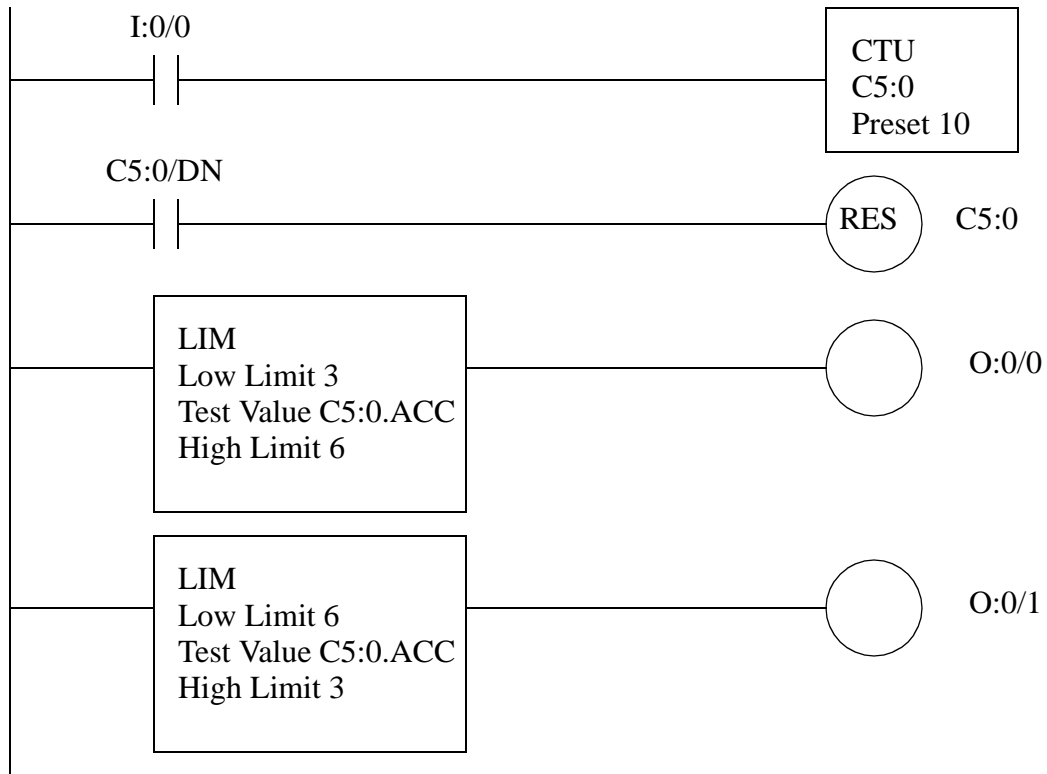 I:0/0
CTU
C5:0
Preset 10
C5:0/DN
RES
C5:0
LIM
Low Limit 3
Test Value C5:0.ACC
High Limit 6
O:0/0
LIM
Low Limit 6
Test Value C5:0.ACC
High Limit 3
O:0/1